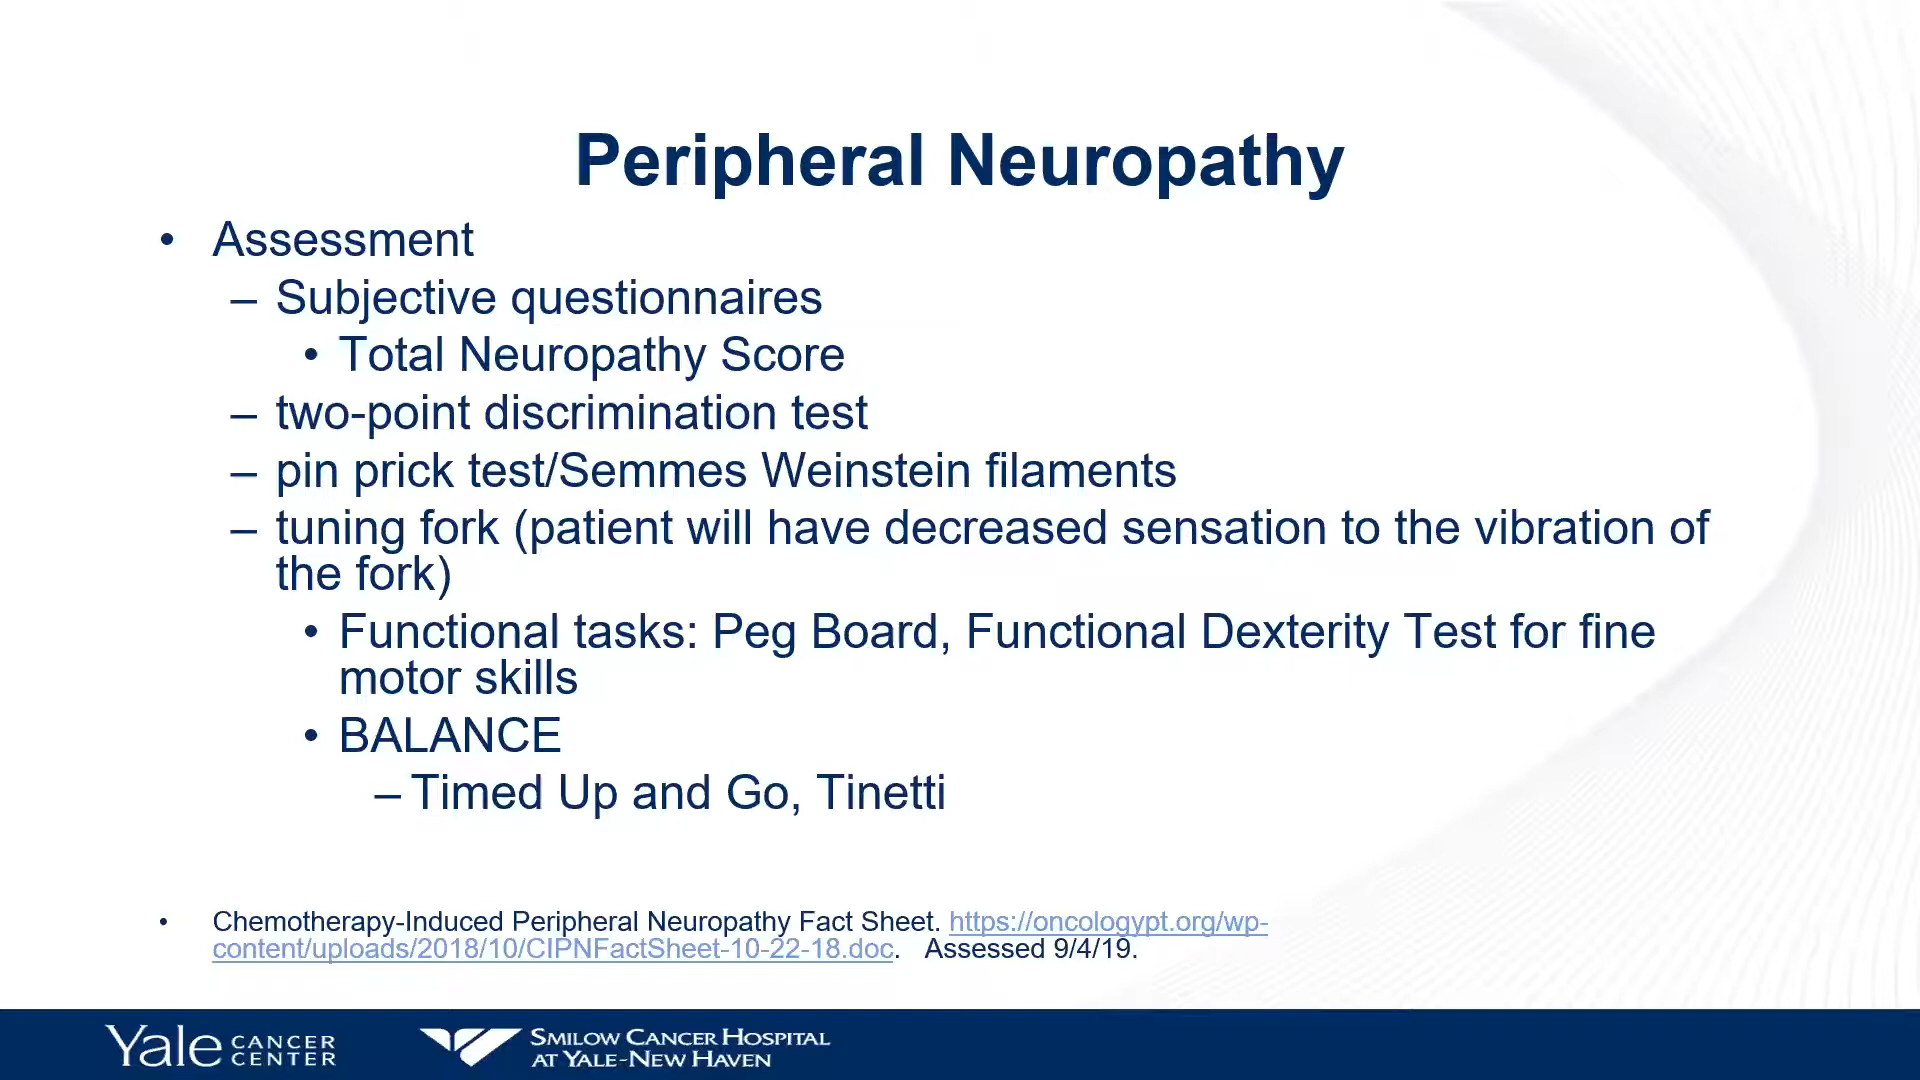 Peripheral Neuropathy
• Assessment
– Subjective questionnaires
• Total Neuropathy Score
– two-point discrimination test
– pin prick test/Semmes Weinstein filaments
– tuning fork (patient will have decreased sensation to the vibration of
the fork)
• Functional tasks: Peg Board, Functional Dexterity Test for fine
motor skills
• BALANCE
– Timed Up and Go, Tinetti
• Chemotherapy-Induced Peripheral Neuropathy Fact Sheet. https://oncologypt.org/wp-
content/uploads/2018/10/CIPNFactSheet-10-22-18.doc. Assessed 9/4/19.
Yale CANCER CENTER
SMILOW CANCER HOSPITAL
AT YALE-NEW HAVEN